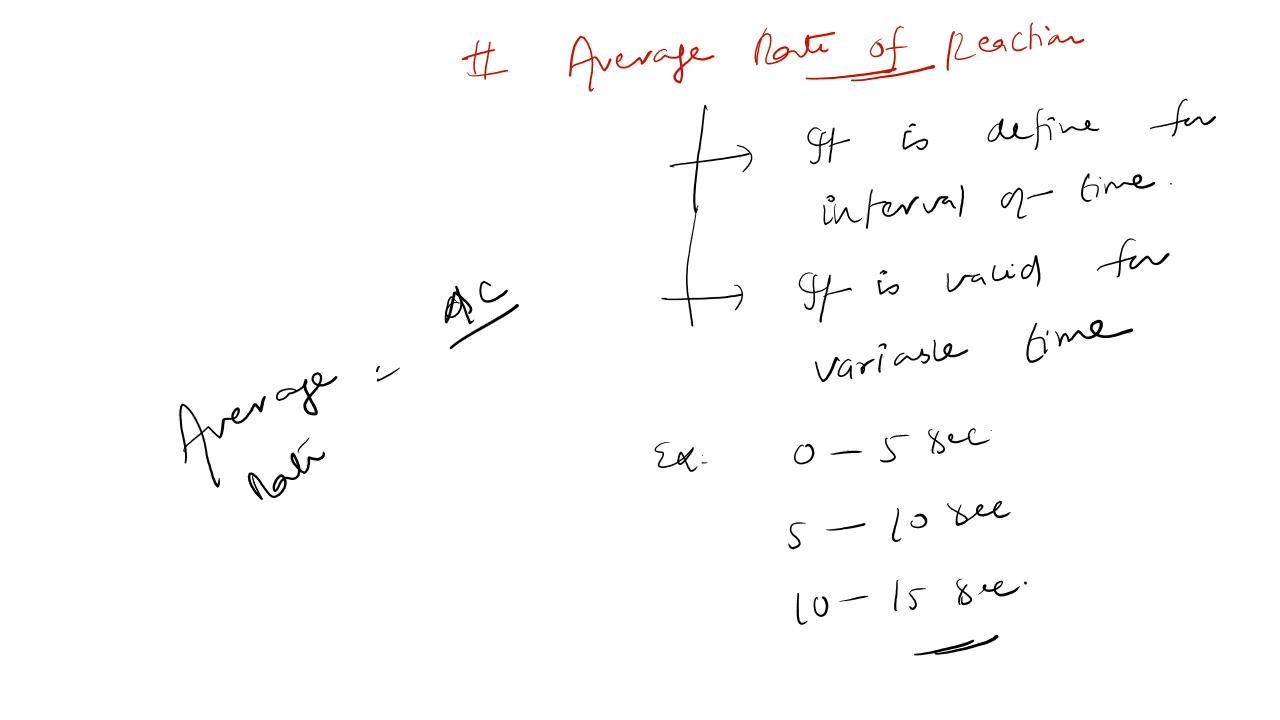 # Average Rate of Reaction
It is define for
interval of time.
It is valid for
variable time
Average Rate = ΔC
Ex:- 0 - 5 sec
5 - 10 sec
10 - 15 sec.